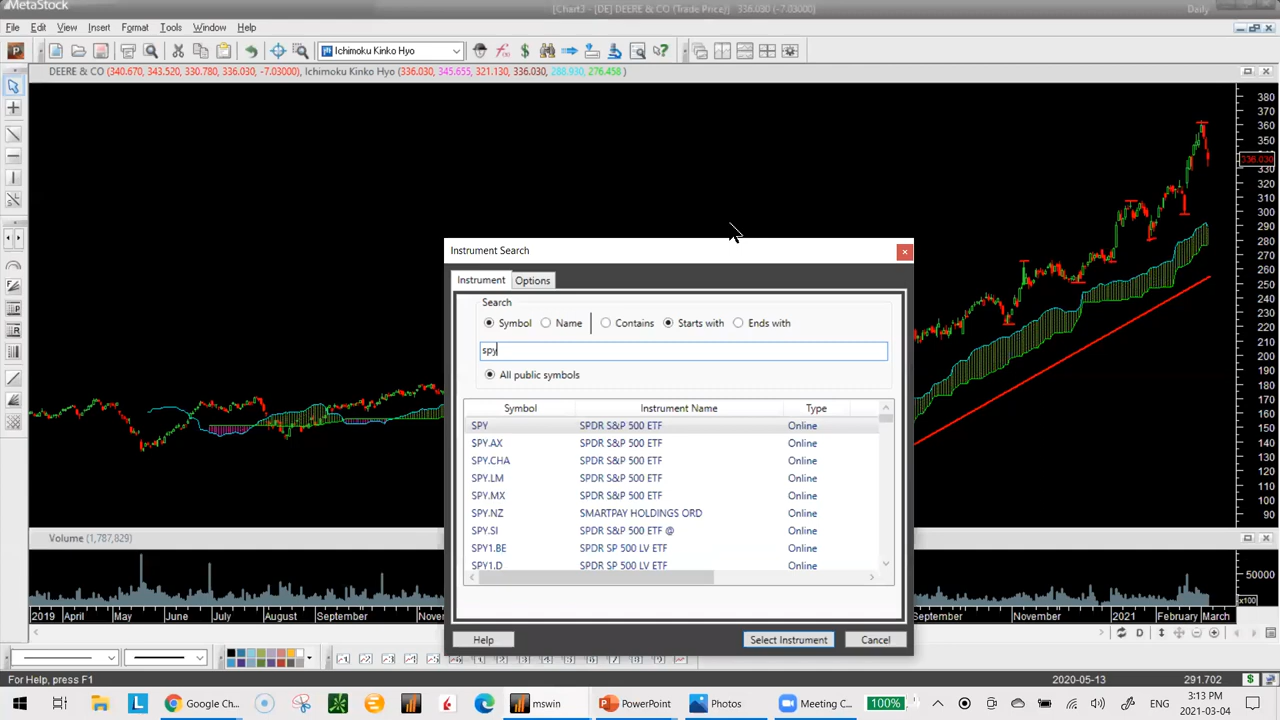 MetaStock
[Chart3 - [DE] DEERE & CO (Trade Price)] 336.030 (-7.03000)
Daily
File Edit View Insert Format Tools Window Help
Ichimoku Kinko Hyo
DEERE & CO (340.670, 343.520, 330.780, 336.030, -7.03000), Ichimoku Kinko Hyo (336.030, 345.655, 321.130, 336.030, 288.930, 276.458 )
380
370
360
350
340
336.030
330
320
310
300
290
280
270
260
250
240
230
220
210
200
190
180
170
160
150
140
130
120
110
100
90
Instrument Search
Instrument Options
Search
Symbol Name Contains Starts with Ends with
spy
All public symbols
Symbol Instrument Name Type
SPY SPDR S&P 500 ETF Online
SPY.AX SPDR S&P 500 ETF Online
SPY.CHA SPDR S&P 500 ETF Online
SPY.LM SPDR S&P 500 ETF Online
SPY.MX SPDR S&P 500 ETF Online
SPY.NZ SMARTPAY HOLDINGS ORD Online
SPY.SI SPDR S&P 500 ETF @ Online
SPY1.BE SPDR SP 500 LV ETF Online
SPY1.D SPDR SP 500 LV ETF Online
Help Select Instrument Cancel
Volume (1,787,829)
50000
x100
2019 April May June July August September Nov September November 2021 February March
For Help, press F1
2020-05-13 291.702
Google Ch... mswin PowerPoint Photos Meeting C... 100% ENG
3:13 PM
2021-03-04